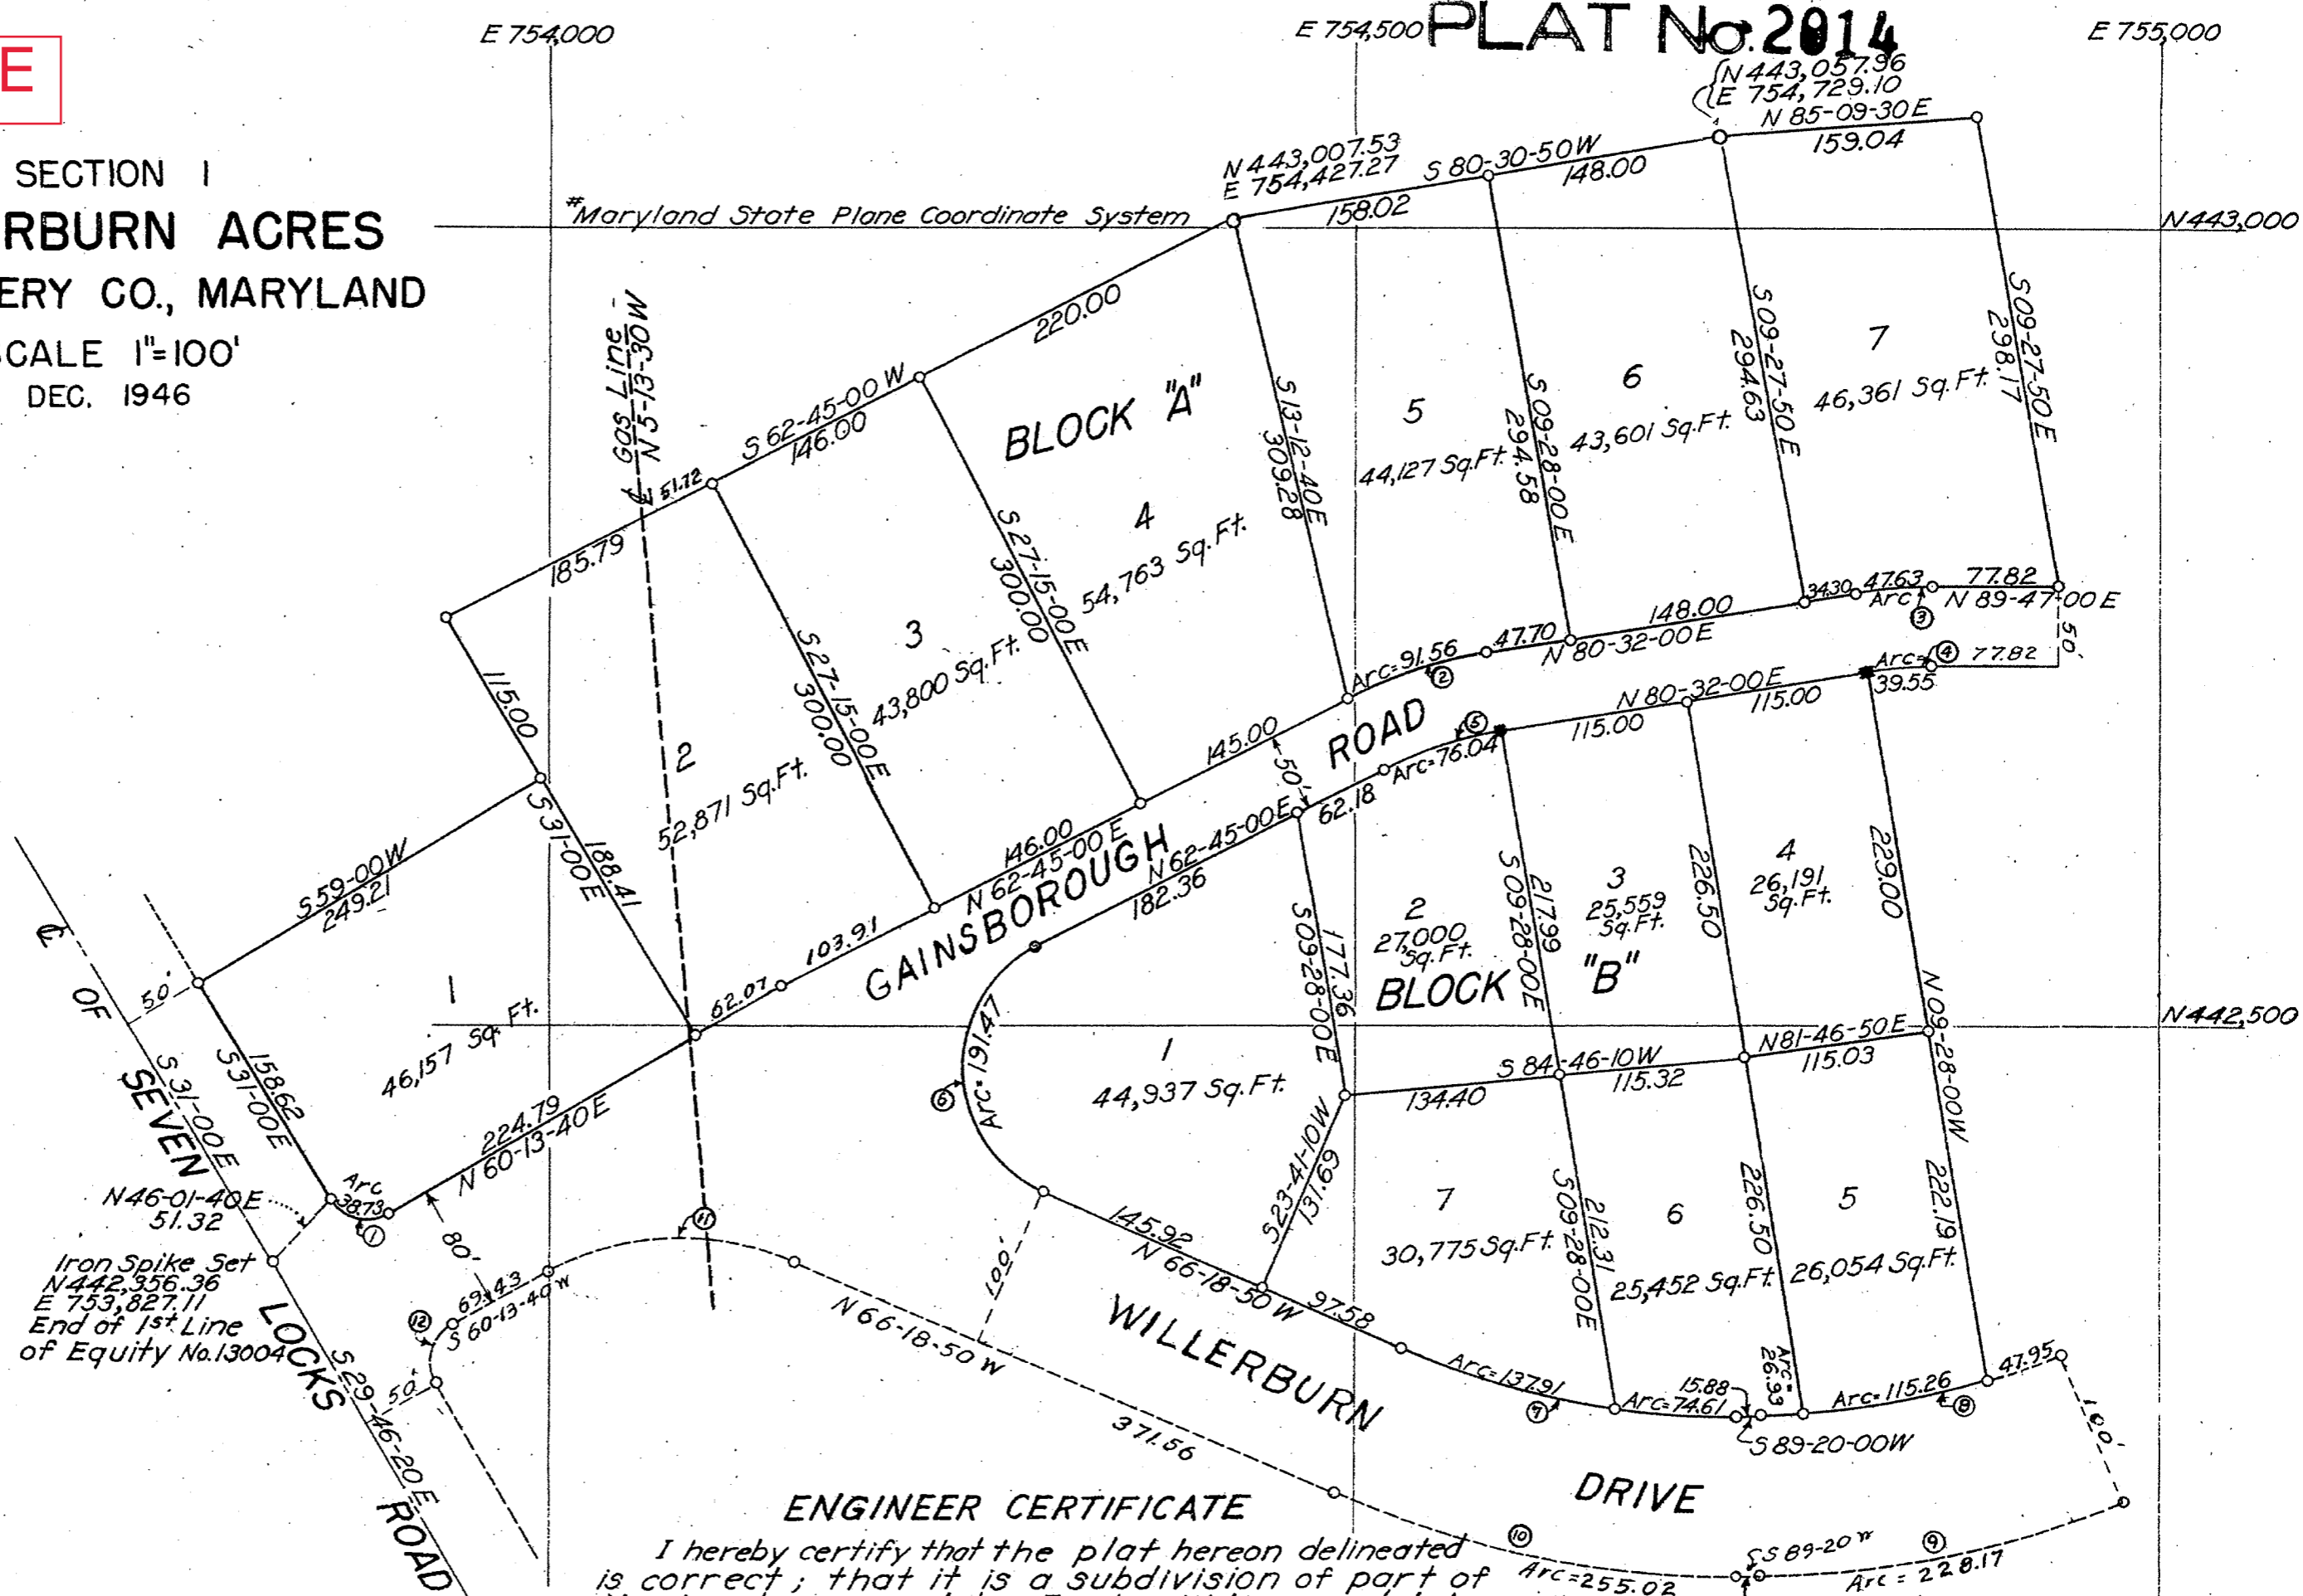 PLAT No. 2014
E 754,000
E 754,500
E 755,000
E
SECTION 1
RBURN ACRES
ERY CO., MARYLAND
SCALE 1"=100'
DEC. 1946
#Maryland State Plane Coordinate System
N 443,007.53
E 754,427.27
N 443,057.96
E 754,729.10
N 85-09-30 E
159.04
S 80-30-50 W
158.02
148.00
N 443,000
Gas Line
N 5-13-30 W
220.00
S 62-45-00 W
146.00
51.72
185.79
BLOCK "A"
115.00
S 31-00 E
188.41
2
52,871 Sq. Ft.
S 27-15-00 E
300.00
3
43,800 Sq. Ft.
S 27-15-00 E
300.00
4
54,763 Sq. Ft.
S 13-12-40 E
309.28
5
44,127 Sq. Ft.
S 09-28-00 E
294.58
6
43,601 Sq. Ft.
S 09-27-50 E
294.63
7
46,361 Sq. Ft.
S 09-27-50 E
298.17
34.30
47.63
Arc
3
77.82
N 89-47-00 E
50'
148.00
N 80-32-00 E
47.70
Arc=91.56
2
145.00
146.00
N 62-45-00 E
103.91
62.07
GAINSBOROUGH
ROAD
50'
N 62-45-00 E
182.36
62.18
Arc=76.04
5
N 80-32-00 E
115.00
115.00
Arc=
39.55
4
77.82
S 59-00 W
249.21
50'
1
46,157 Sq. Ft.
158.62
S 31-00 E
224.79
N 60-13-40 E
Arc
38.73
1
80'
N 46-01-40 E
51.32
Iron Spike Set
N 442,356.36
E 753,827.11
End of 1st Line
of Equity No. 13004
℄ OF
SEVEN
LOCKS
ROAD
S 31-00 E
S 29-46-20 E
50'
12
69.43
S 60-13-40 W
11
N 66-18-50 W
371.56
100'
6
Arc=191.47
1
44,937 Sq. Ft.
S 09-28-00 E
177.36
2
27,000
Sq. Ft.
BLOCK "B"
S 09-28-00 E
217.99
3
25,559
Sq. Ft.
226.50
4
26,191
Sq. Ft.
229.00
N 442,500
S 84-46-10 W
134.40
115.32
N 81-46-50 E
115.03
N 09-28-00 W
222.19
S 23-41-10 W
131.69
7
30,775 Sq. Ft.
S 09-28-00 E
212.31
6
25,452 Sq. Ft.
226.50
5
26,054 Sq. Ft.
145.92
N 66-18-50 W
97.58
Arc=137.91
7
Arc=74.61
15.88
Arc=
26.93
Arc=115.26
8
47.95
S 89-20-00 W
100'
WILLERBURN
DRIVE
10
Arc=255.02
S 89-20 W
9
Arc=228.17
ENGINEER CERTIFICATE
I hereby certify that the plat hereon delineated
is correct; that it is a subdivision of part of